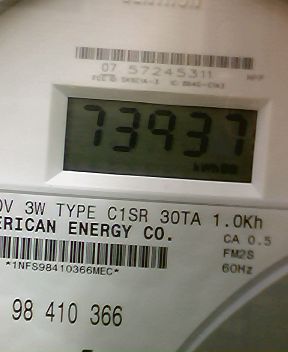 07 57245311
73937
kWh
0V 3W TYPE C1SR 30TA 1.0Kh
ERICAN ENERGY CO.
CA 0.5
*1NFS98410366MEC*
FM2S
60Hz
98 410 366